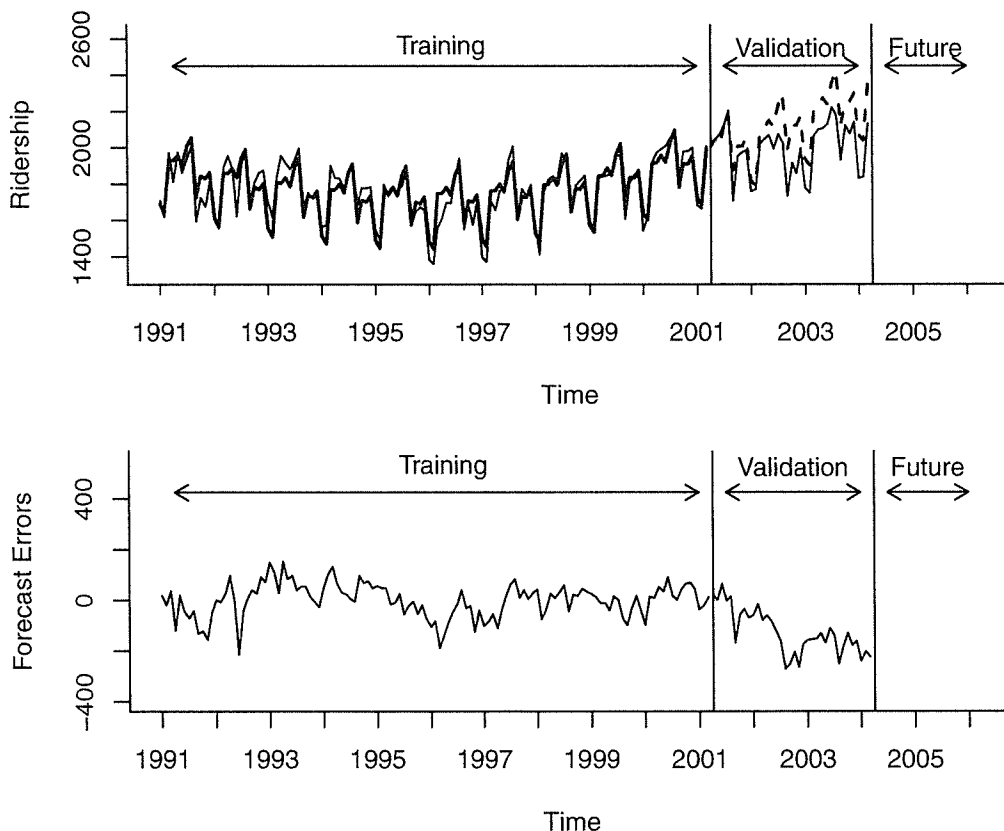 Training
Validation
Future
Ridership
2600
2000
1400
1991
1993
1995
1997
1999
2001
2003
2005
Time
Training
Validation
Future
Forecast Errors
400
0
−400
1991
1993
1995
1997
1999
2001
2003
2005
Time